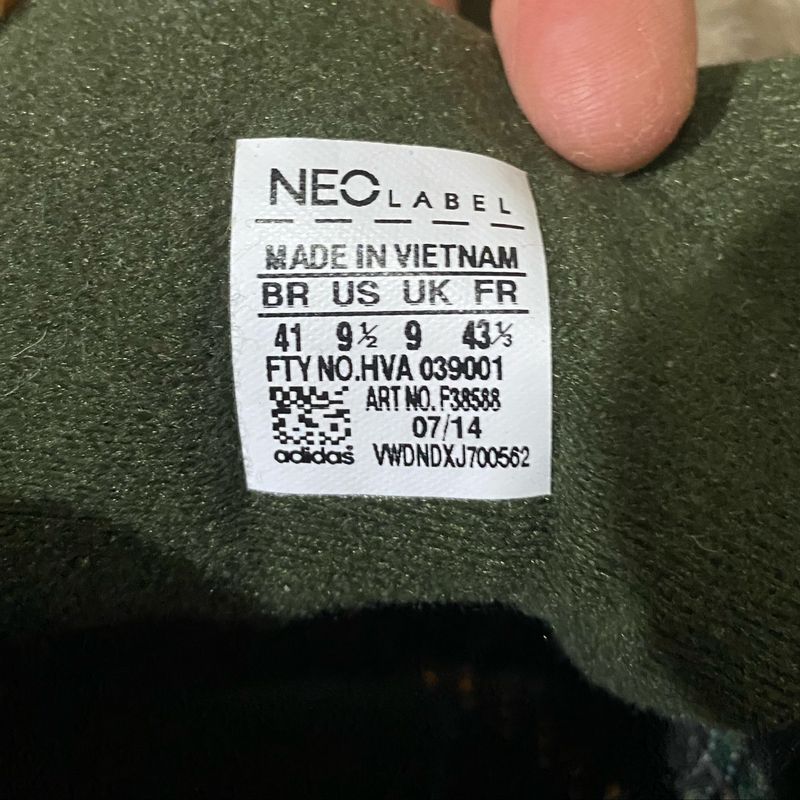 NEO LABEL
MADE IN VIETNAM
BR US UK FR
41 9½ 9 43⅓
FTY NO.HVA 039001
ART NO. F38588
07/14
adidas VWDNDXJ700562